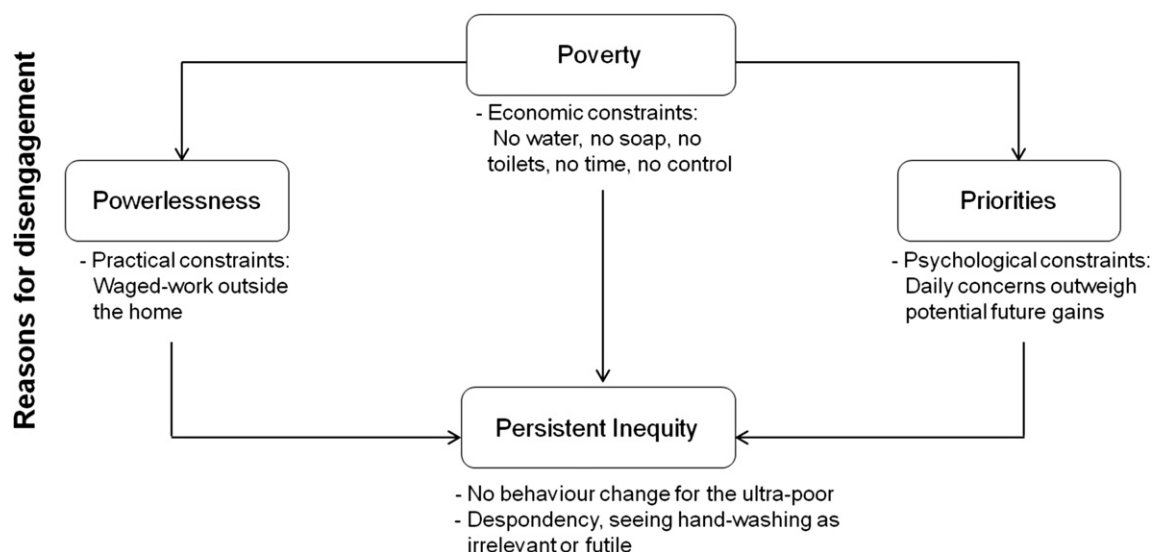 Reasons for disengagement
Poverty
- Economic constraints:
No water, no soap, no
toilets, no time, no control
Powerlessness
- Practical constraints:
Waged-work outside
the home
Priorities
- Psychological constraints:
Daily concerns outweigh
potential future gains
Persistent Inequity
- No behaviour change for the ultra-poor
- Despondency, seeing hand-washing as
irrelevant or futile